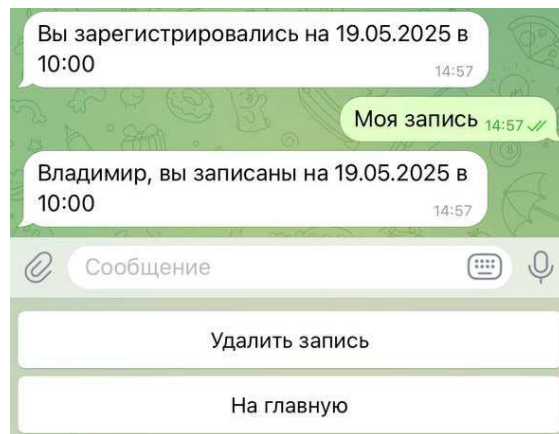 Вы зарегистрировались на 19.05.2025 в
10:00
14:57
Моя запись 14:57
Владимир, вы записаны на 19.05.2025 в
10:00
14:57
Сообщение
Удалить запись
На главную